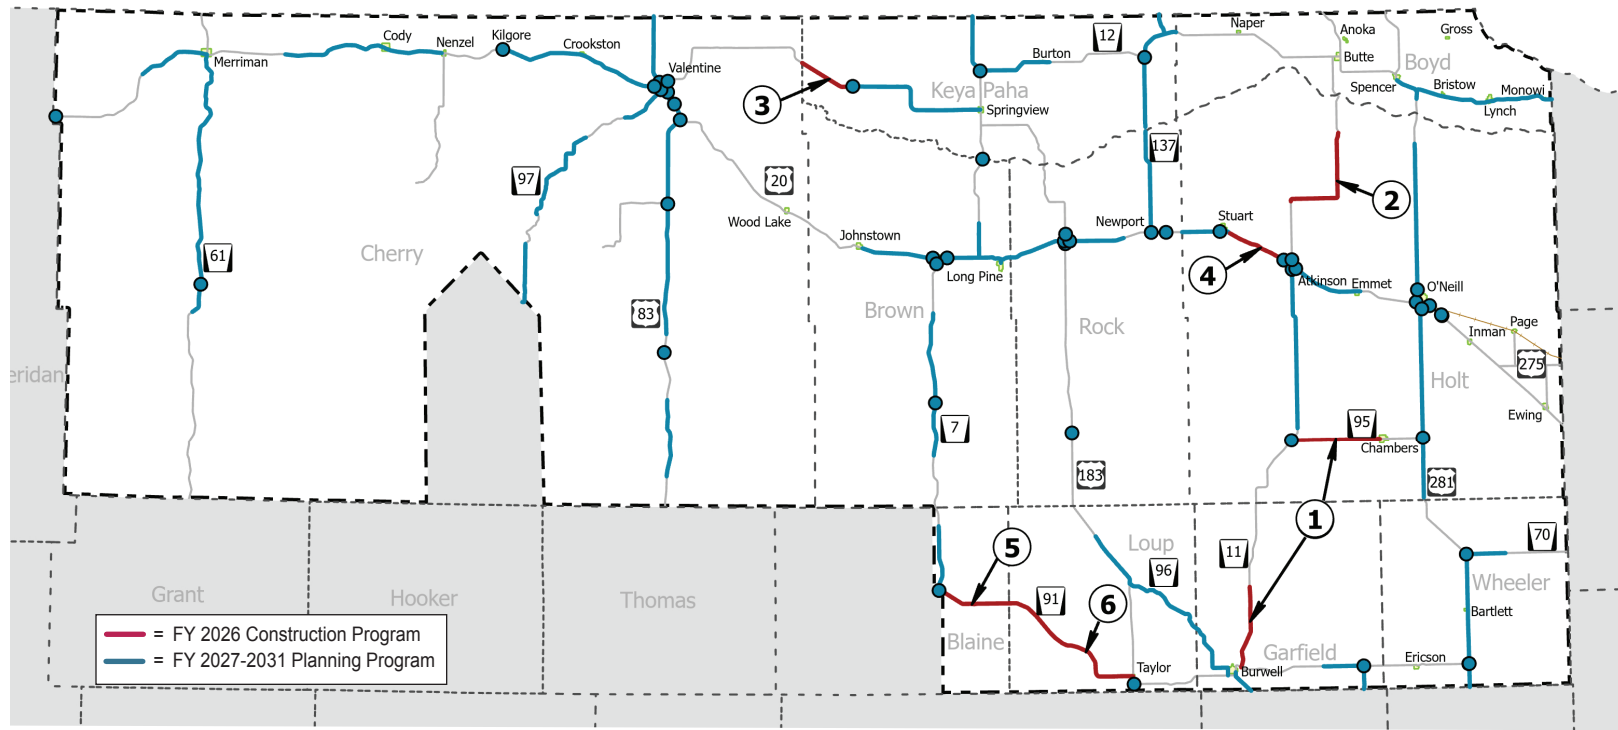 Naper
Anoka
Gross
Cody
Kilgore
Nenzel
Crookston
12
Burton
Butte
Boyd
Merriman
Valentine
Keya Paha
Spencer
Bristow
Monowi
3
Springview
Lynch
137
97
20
2
Wood Lake
Newport
Stuart
Johnstown
Cherry
61
4
Long Pine
Atkinson
Emmet
O'Neill
83
Brown
Rock
Page
Inman
275
eridan
Holt
Ewing
7
95
Chambers
183
281
1
5
Loup
11
70
96
Wheeler
Grant
Hooker
Thomas
91
6
Bartlett
= FY 2026 Construction Program
Blaine
Garfield
= FY 2027-2031 Planning Program
Taylor
Burwell
Ericson